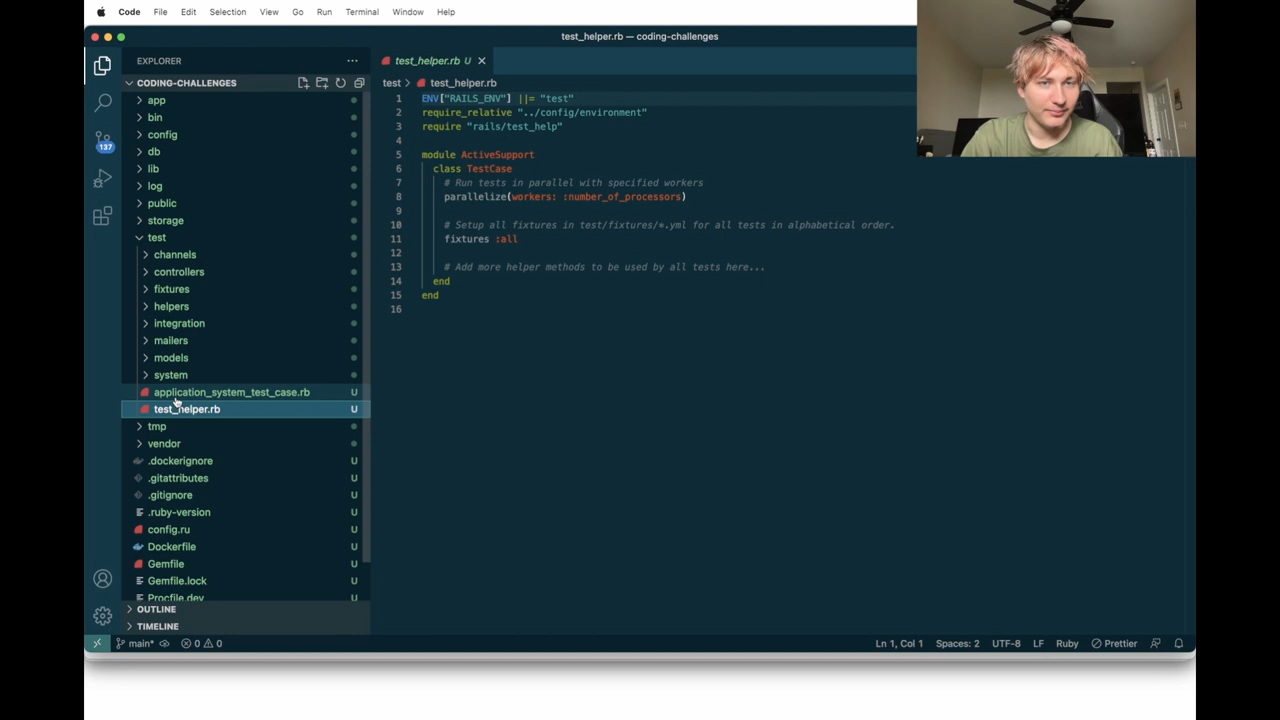 Code File Edit Selection View Go Run Terminal Window Help
test_helper.rb — coding-challenges
EXPLORER
CODING-CHALLENGES
app
bin
config
db
lib
log
public
storage
test
channels
controllers
fixtures
helpers
integration
mailers
models
system
application_system_test_case.rb U
test_helper.rb U
tmp
vendor
.dockerignore U
.gitattributes U
.gitignore U
.ruby-version U
config.ru U
Dockerfile U
Gemfile U
Gemfile.lock U
Procfile.dev U
OUTLINE
TIMELINE
137
test_helper.rb U
test > test_helper.rb
1 ENV["RAILS_ENV"] ||= "test"
2 require_relative "../config/environment"
3 require "rails/test_help"
4
5 module ActiveSupport
6 class TestCase
7 # Run tests in parallel with specified workers
8 parallelize(workers: :number_of_processors)
9
10 # Setup all fixtures in test/fixtures/*.yml for all tests in alphabetical order.
11 fixtures :all
12
13 # Add more helper methods to be used by all tests here...
14 end
15 end
16
main* 0 0 Ln 1, Col 1 Spaces: 2 UTF-8 LF Ruby Prettier